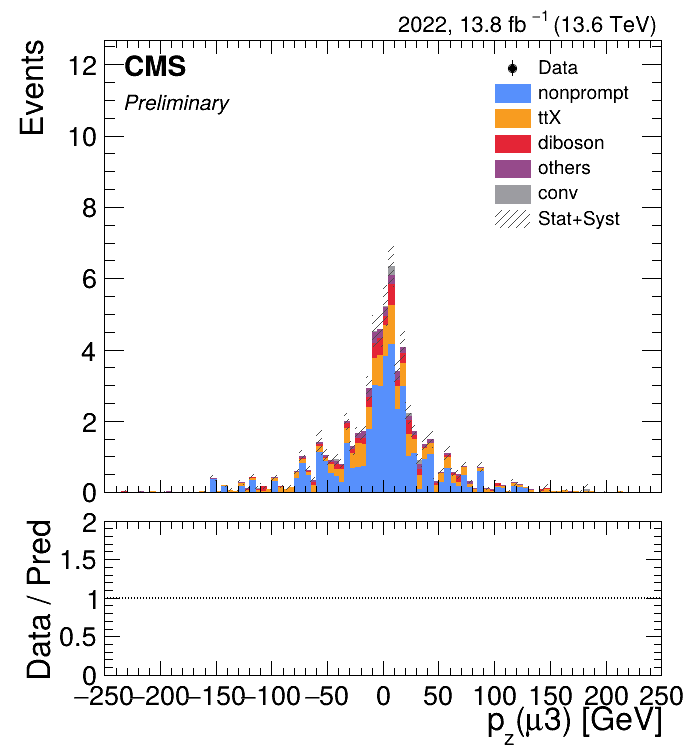 2022, 13.8 fb⁻¹ (13.6 TeV)
Events
12
10
8
6
4
2
0
CMS
Preliminary
Data
nonprompt
ttX
diboson
others
conv
Stat+Syst
Data / Pred
2
1.5
1
0.5
0
−250 −200 −150 −100 −50 0 50 100 150 200 250
p_z(μ3) [GeV]